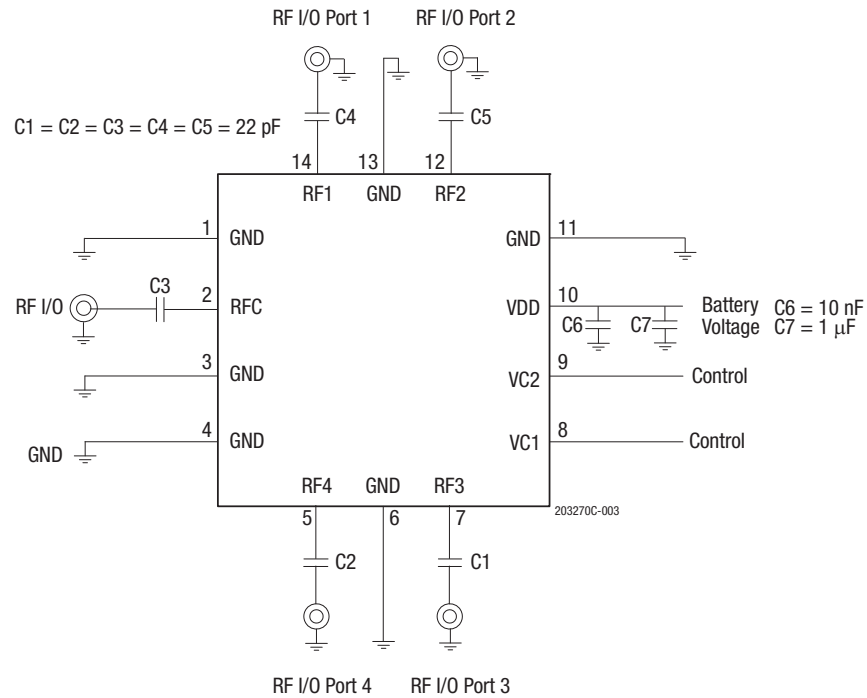 RF I/O Port 1
RF I/O Port 2
C1 = C2 = C3 = C4 = C5 = 22 pF
C4
C5
14
13
12
RF1
GND
RF2
1
GND
GND
11
RF I/O
C3
2
RFC
VDD
10
C6
C7
Battery
Voltage
C6 = 10 nF
C7 = 1 μF
3
GND
VC2
9
Control
GND
4
GND
VC1
8
Control
RF4
GND
RF3
5
6
7
203270C-003
C2
C1
RF I/O Port 4
RF I/O Port 3